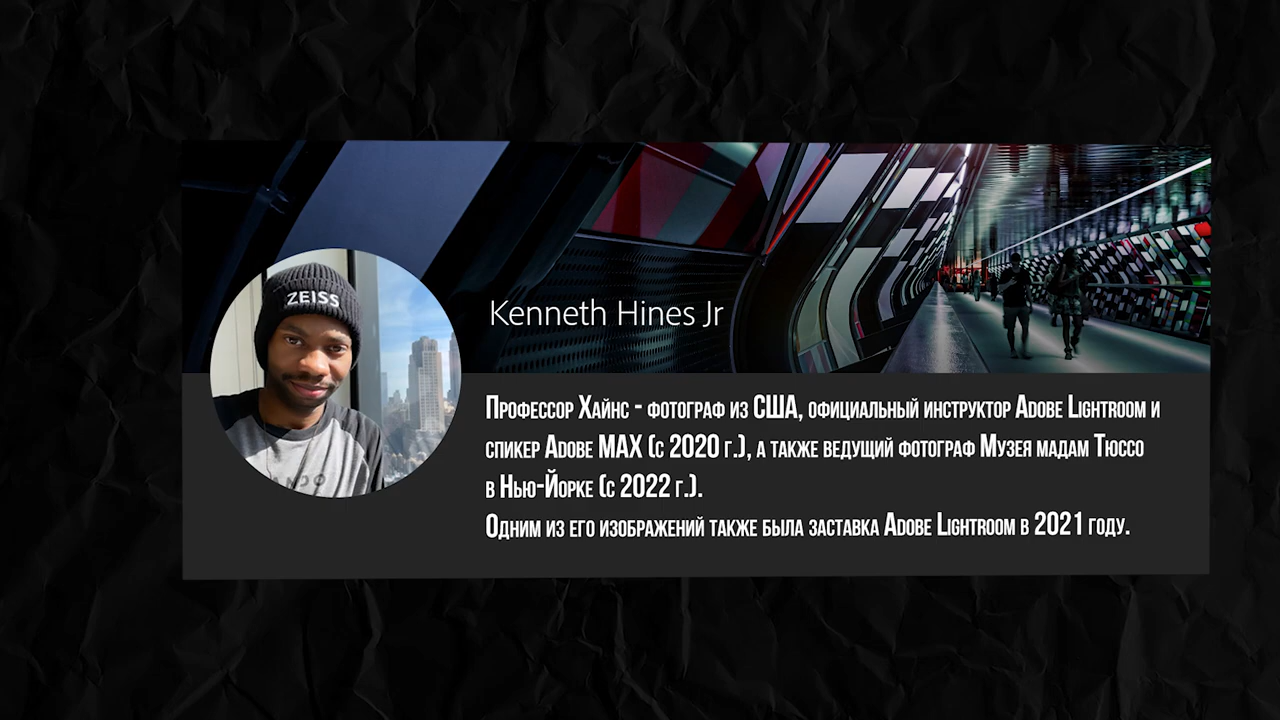 ZEISS
Kenneth Hines Jr
Профессор Хайнс - фотограф из США, официальный инструктор Adobe Lightroom и
спикер Adobe MAX (с 2020 г.), а также ведущий фотограф Музея мадам Тюссо
в Нью-Йорке (с 2022 г.).
Одним из его изображений также была заставка Adobe Lightroom в 2021 году.